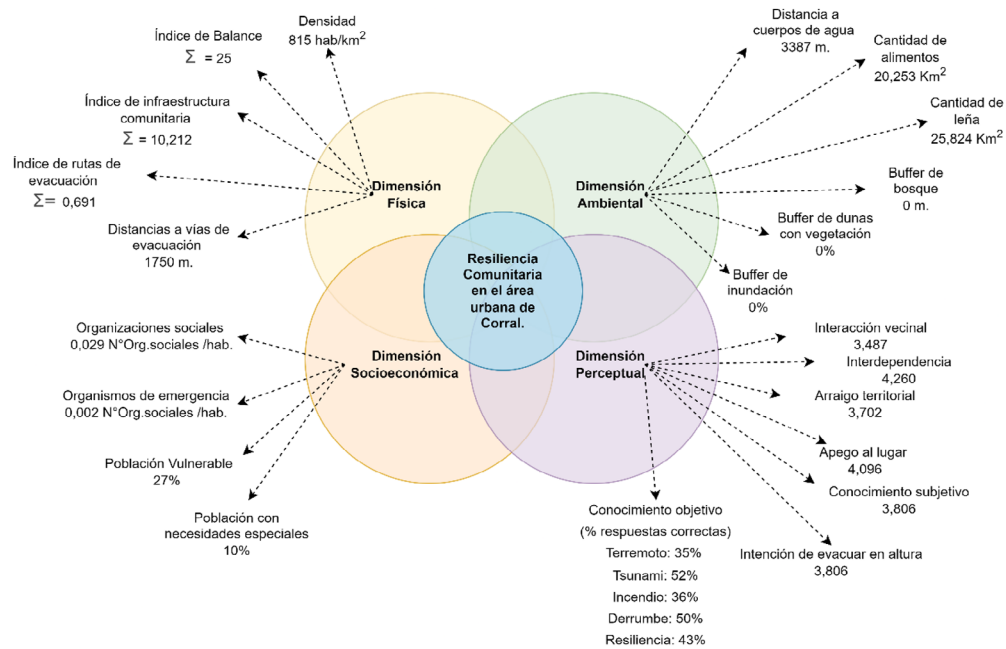 Densidad
815 hab/km²
Índice de Balance
Σ = 25
Índice de infraestructura
comunitaria
Σ = 10,212
Índice de rutas de
evacuación
Σ= 0,691
Distancias a vías de
evacuación
1750 m.
Dimensión
Física
Distancia a
cuerpos de agua
3387 m.
Cantidad de
alimentos
20,253 Km²
Cantidad de
leña
25,824 Km²
Buffer de
bosque
0 m.
Buffer de dunas
con vegetación
0%
Buffer de
inundación
0%
Dimensión
Ambiental
Resiliencia
Comunitaria
en el área
urbana de
Corral.
Organizaciones sociales
0,029 N°Org.sociales /hab.
Organismos de emergencia
0,002 N°Org.sociales /hab.
Población Vulnerable
27%
Población con
necesidades especiales
10%
Dimensión
Socioeconómica
Dimensión
Perceptual
Interacción vecinal
3,487
Interdependencia
4,260
Arraigo territorial
3,702
Apego al lugar
4,096
Conocimiento subjetivo
3,806
Intención de evacuar en altura
3,806
Conocimiento objetivo
(% respuestas correctas)
Terremoto: 35%
Tsunami: 52%
Incendio: 36%
Derrumbe: 50%
Resiliencia: 43%